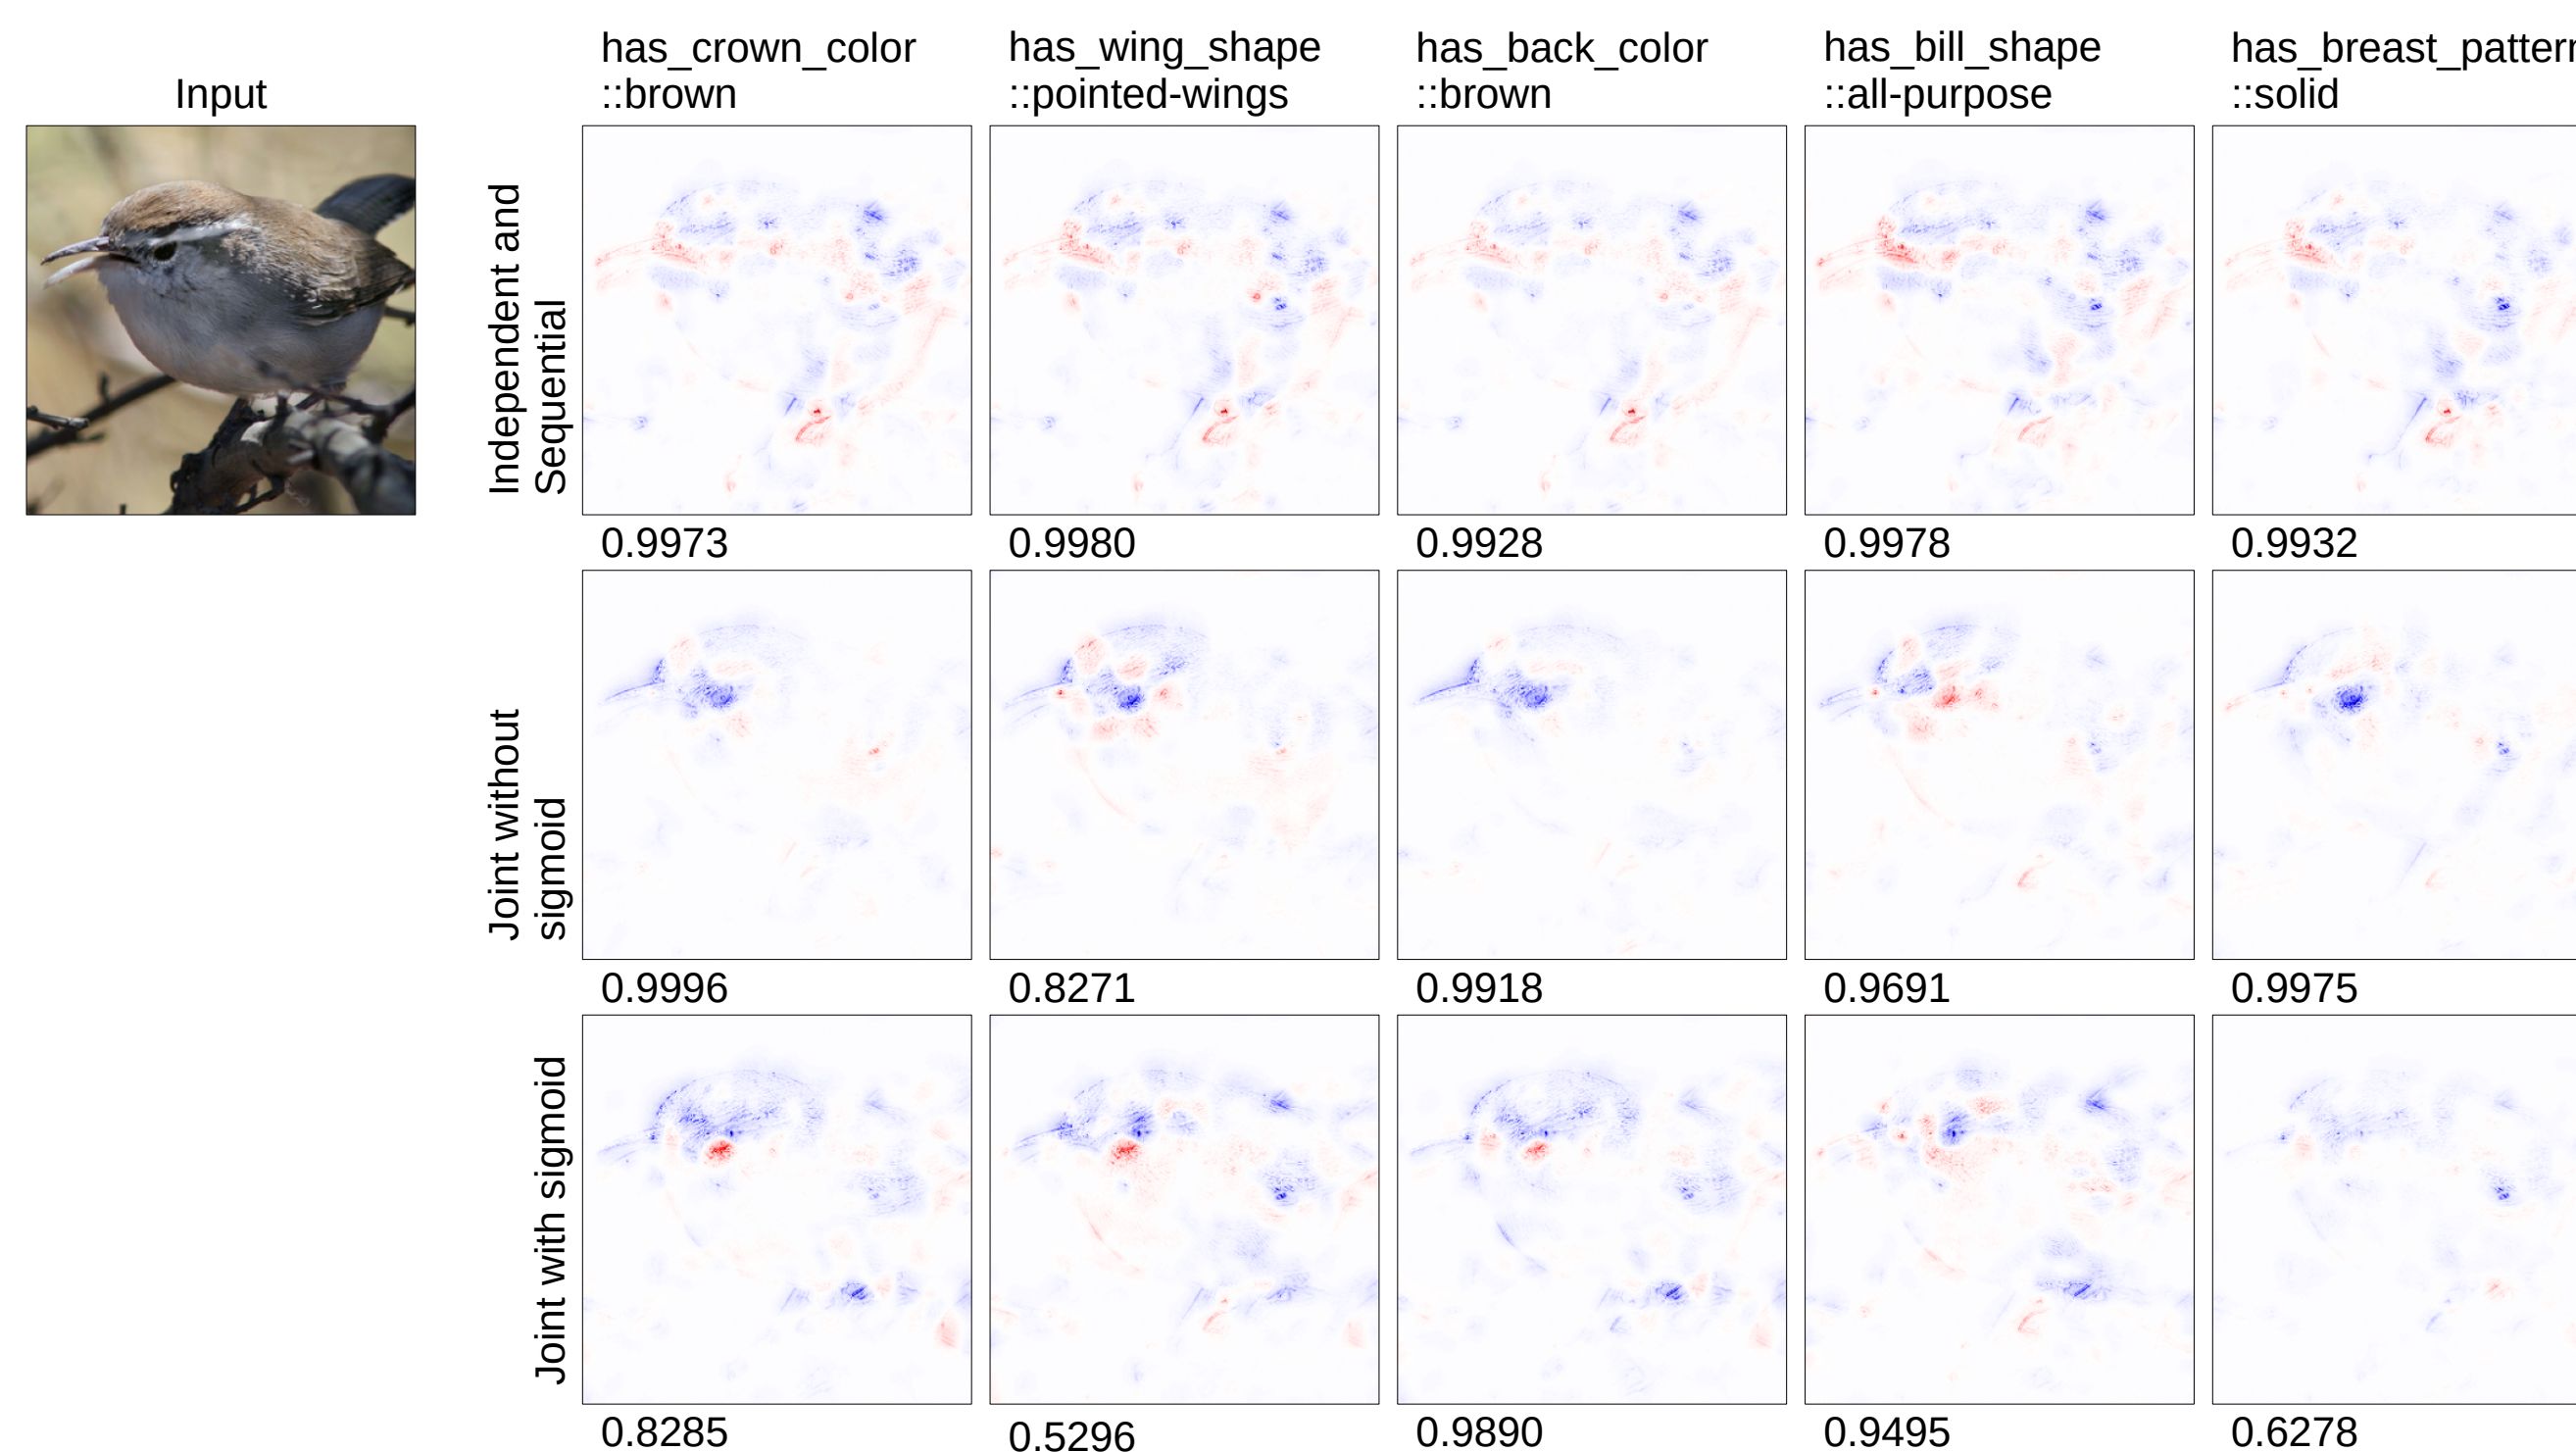 Input
has_crown_color
::brown
has_wing_shape
::pointed-wings
has_back_color
::brown
has_bill_shape
::all-purpose
has_breast_pattern
::solid
Independent and
Sequential
0.9973
0.9980
0.9928
0.9978
0.9932
Joint without
sigmoid
0.9996
0.8271
0.9918
0.9691
0.9975
Joint with sigmoid
0.8285
0.5296
0.9890
0.9495
0.6278